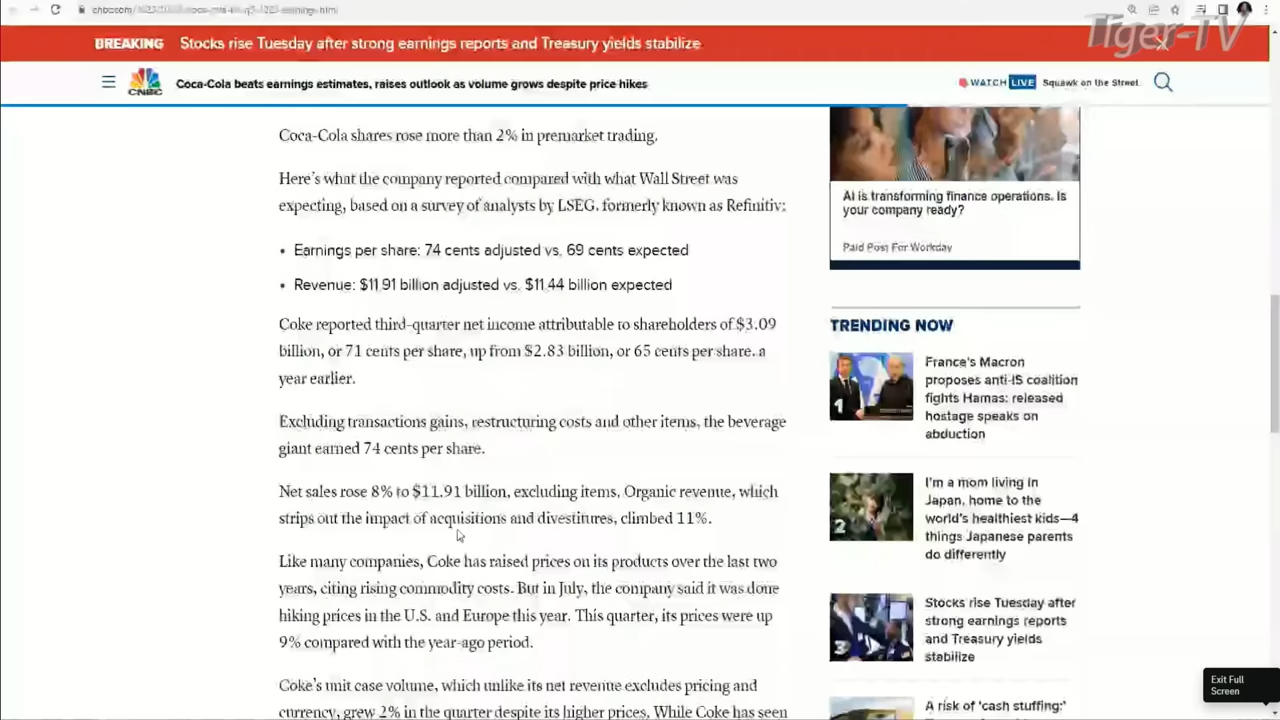 Tiger-TV
BREAKING Stocks rise Tuesday after strong earnings reports and Treasury yields stabilize
CNBC
Coca-Cola beats earnings estimates, raises outlook as volume grows despite price hikes
WATCH LIVE Squawk on the Street
Coca-Cola shares rose more than 2% in premarket trading.
Here's what the company reported compared with what Wall Street was
expecting, based on a survey of analysts by LSEG, formerly known as Refinitiv:
• Earnings per share: 74 cents adjusted vs. 69 cents expected
• Revenue: $11.91 billion adjusted vs. $11.44 billion expected
Coke reported third-quarter net income attributable to shareholders of $3.09
billion, or 71 cents per share, up from $2.83 billion, or 65 cents per share, a
year earlier.
Excluding transactions gains, restructuring costs and other items, the beverage
giant earned 74 cents per share.
Net sales rose 8% to $11.91 billion, excluding items. Organic revenue, which
strips out the impact of acquisitions and divestitures, climbed 11%.
Like many companies, Coke has raised prices on its products over the last two
years, citing rising commodity costs. But in July, the company said it was done
hiking prices in the U.S. and Europe this year. This quarter, its prices were up
9% compared with the year-ago period.
Coke's unit case volume, which unlike its net revenue excludes pricing and
currency, grew 2% in the quarter despite its higher prices. While Coke has seen
AI is transforming finance operations. Is
your company ready?
Paid Post For Workday
TRENDING NOW
1
France's Macron
proposes anti-IS coalition
fights Hamas; released
hostage speaks on
abduction
2
I'm a mom living in
Japan, home to the
world's healthiest kids—4
things Japanese parents
do differently
3
Stocks rise Tuesday after
strong earnings reports
and Treasury yields
stabilize
A risk of 'cash stuffing:'
Exit Full
Screen